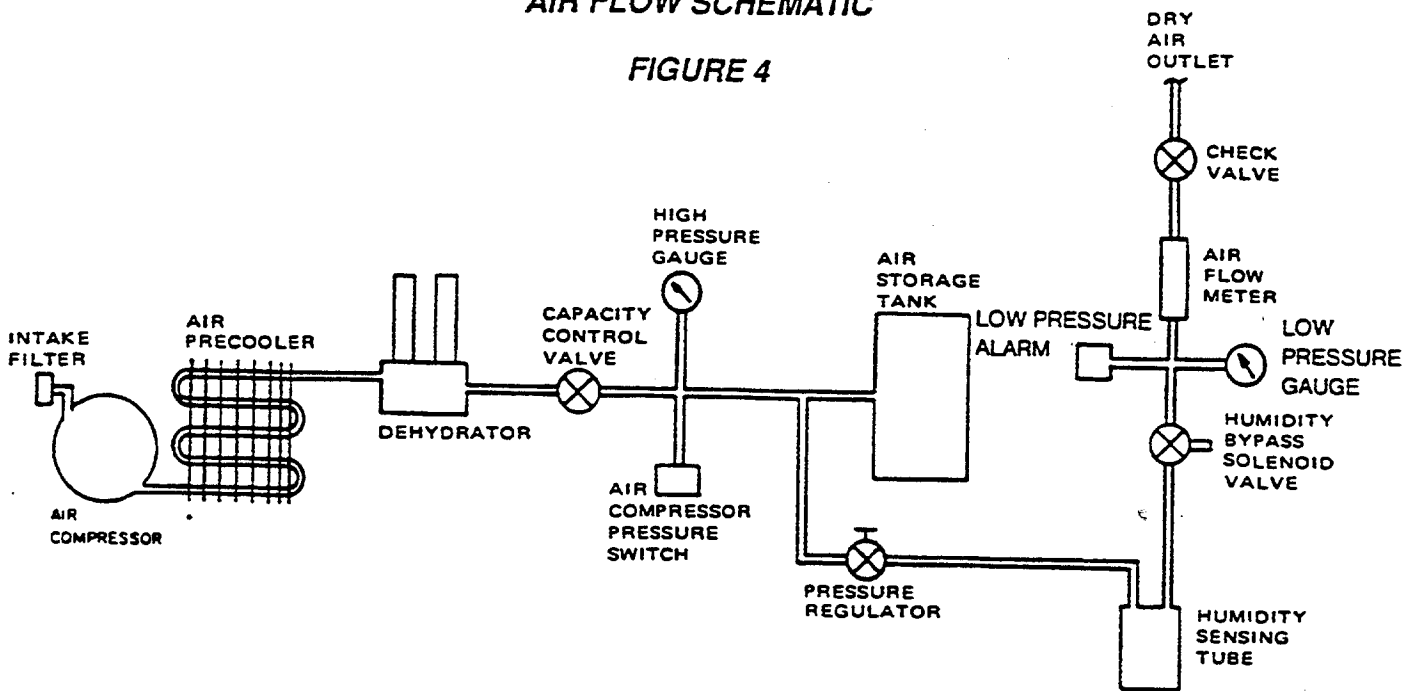 AIR FLOW SCHEMATIC
FIGURE 4
DRY
AIR
OUTLET
CHECK
VALVE
HIGH
PRESSURE
GAUGE
AIR
STORAGE
TANK
AIR
FLOW
METER
LOW PRESSURE
ALARM
LOW
PRESSURE
GAUGE
INTAKE
FILTER
AIR
PRECOOLER
CAPACITY
CONTROL
VALVE
DEHYDRATOR
HUMIDITY
BYPASS
SOLENOID
VALVE
AIR
COMPRESSOR
AIR
COMPRESSOR
PRESSURE
SWITCH
PRESSURE
REGULATOR
HUMIDITY
SENSING
TUBE